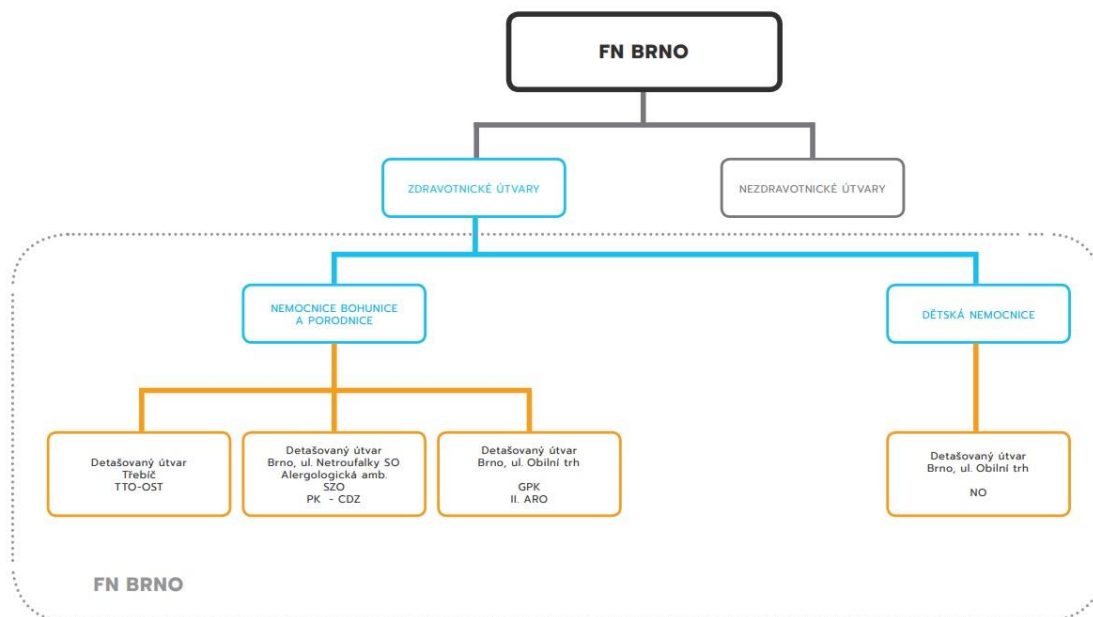 FN BRNO
ZDRAVOTNICKÉ ÚTVARY
NEZDRAVOTNICKÉ ÚTVARY
NEMOCNICE BOHUNICE
A PORODNICE
DĚTSKÁ NEMOCNICE
Detašovaný útvar
Třebíč
TTO-OST
Detašovaný útvar
Brno, ul. Netroufalky SO
Alergologická amb.
SZO
PK - CDZ
Detašovaný útvar
Brno, ul. Obilní trh
GPK
II. ARO
Detašovaný útvar
Brno, ul. Obilní trh
NO
FN BRNO